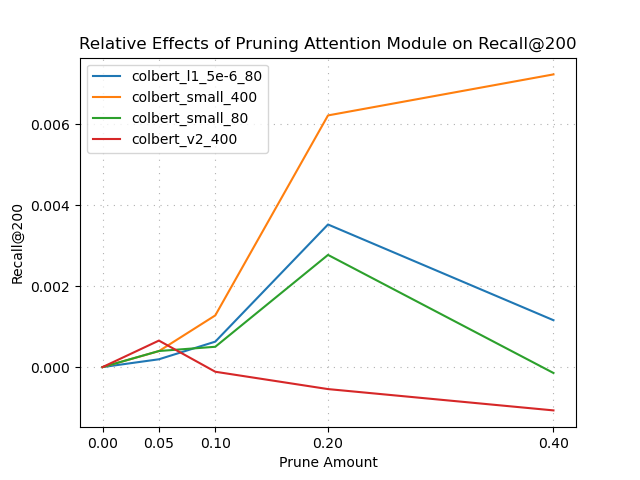 Relative Effects of Pruning Attention Module on Recall@200
colbert_l1_5e-6_80
colbert_small_400
colbert_small_80
colbert_v2_400
0.006
0.004
0.002
0.000
Recall@200
0.00 0.05 0.10 0.20 0.40
Prune Amount